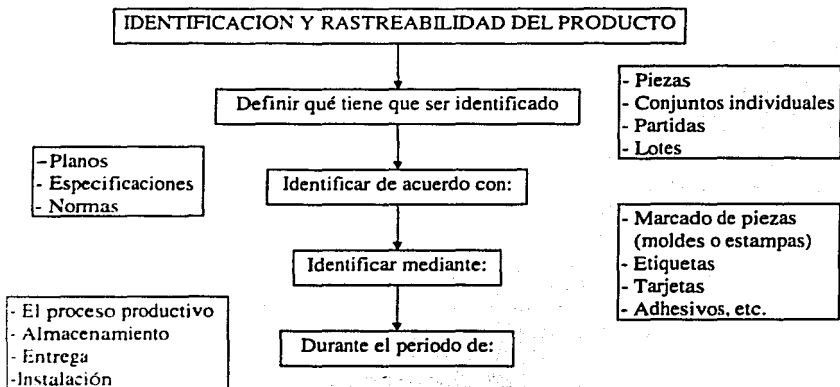 IDENTIFICACION Y RASTREABILIDAD DEL PRODUCTO
Definir qué tiene que ser identificado
- Piezas
- Conjuntos individuales
- Partidas
- Lotes
- Planos
- Especificaciones
- Normas
Identificar de acuerdo con:
Identificar mediante:
- Marcado de piezas
(moldes o estampas)
- Etiquetas
- Tarjetas
- Adhesivos, etc.
- El proceso productivo
- Almacenamiento
- Entrega
-Instalación
Durante el periodo de: